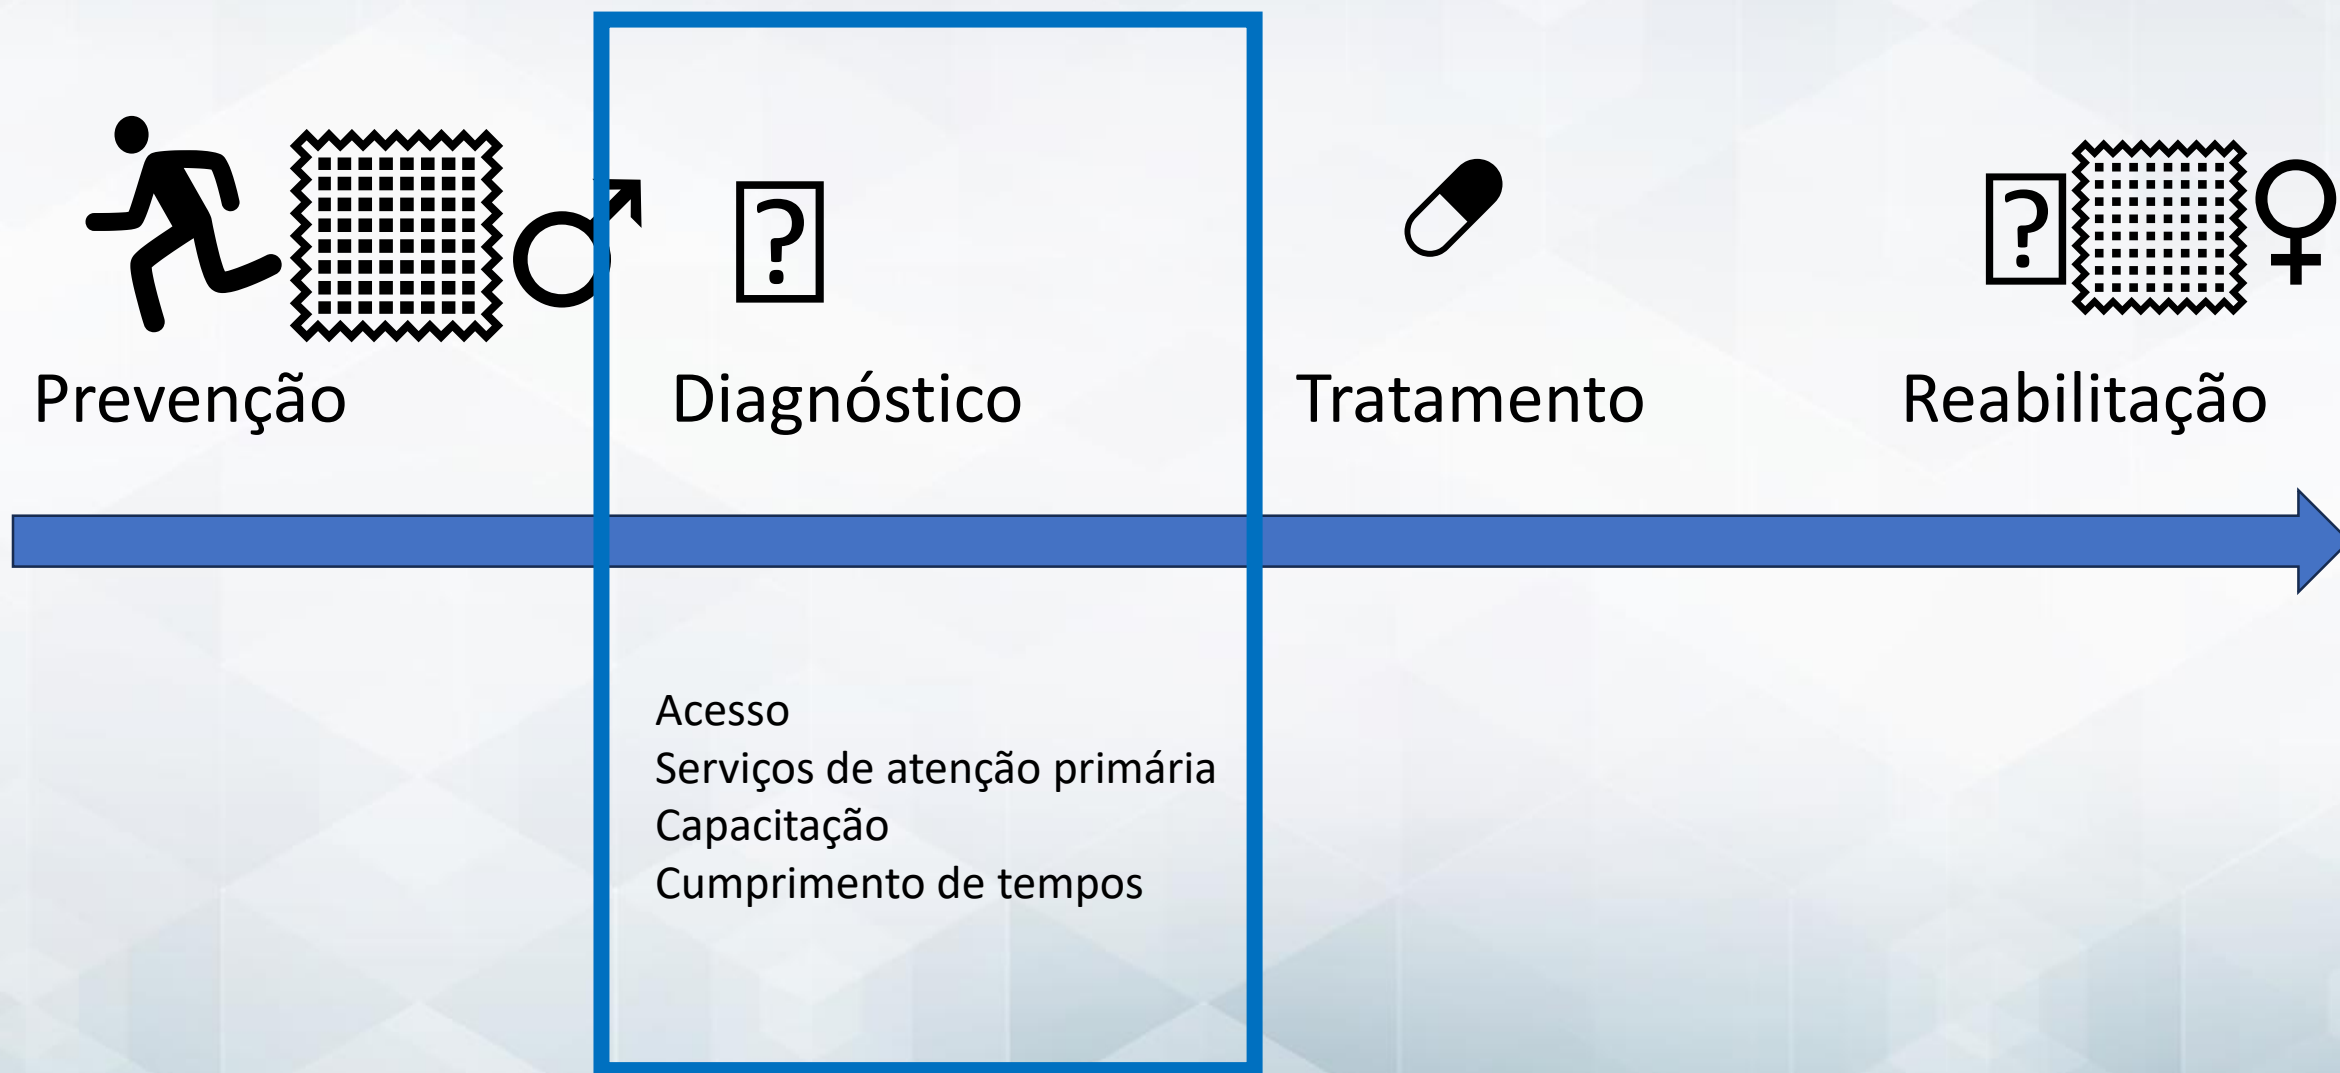 Prevenção
Diagnóstico
Tratamento
Reabilitação
Acesso
Serviços de atenção primária
Capacitação
Cumprimento de tempos